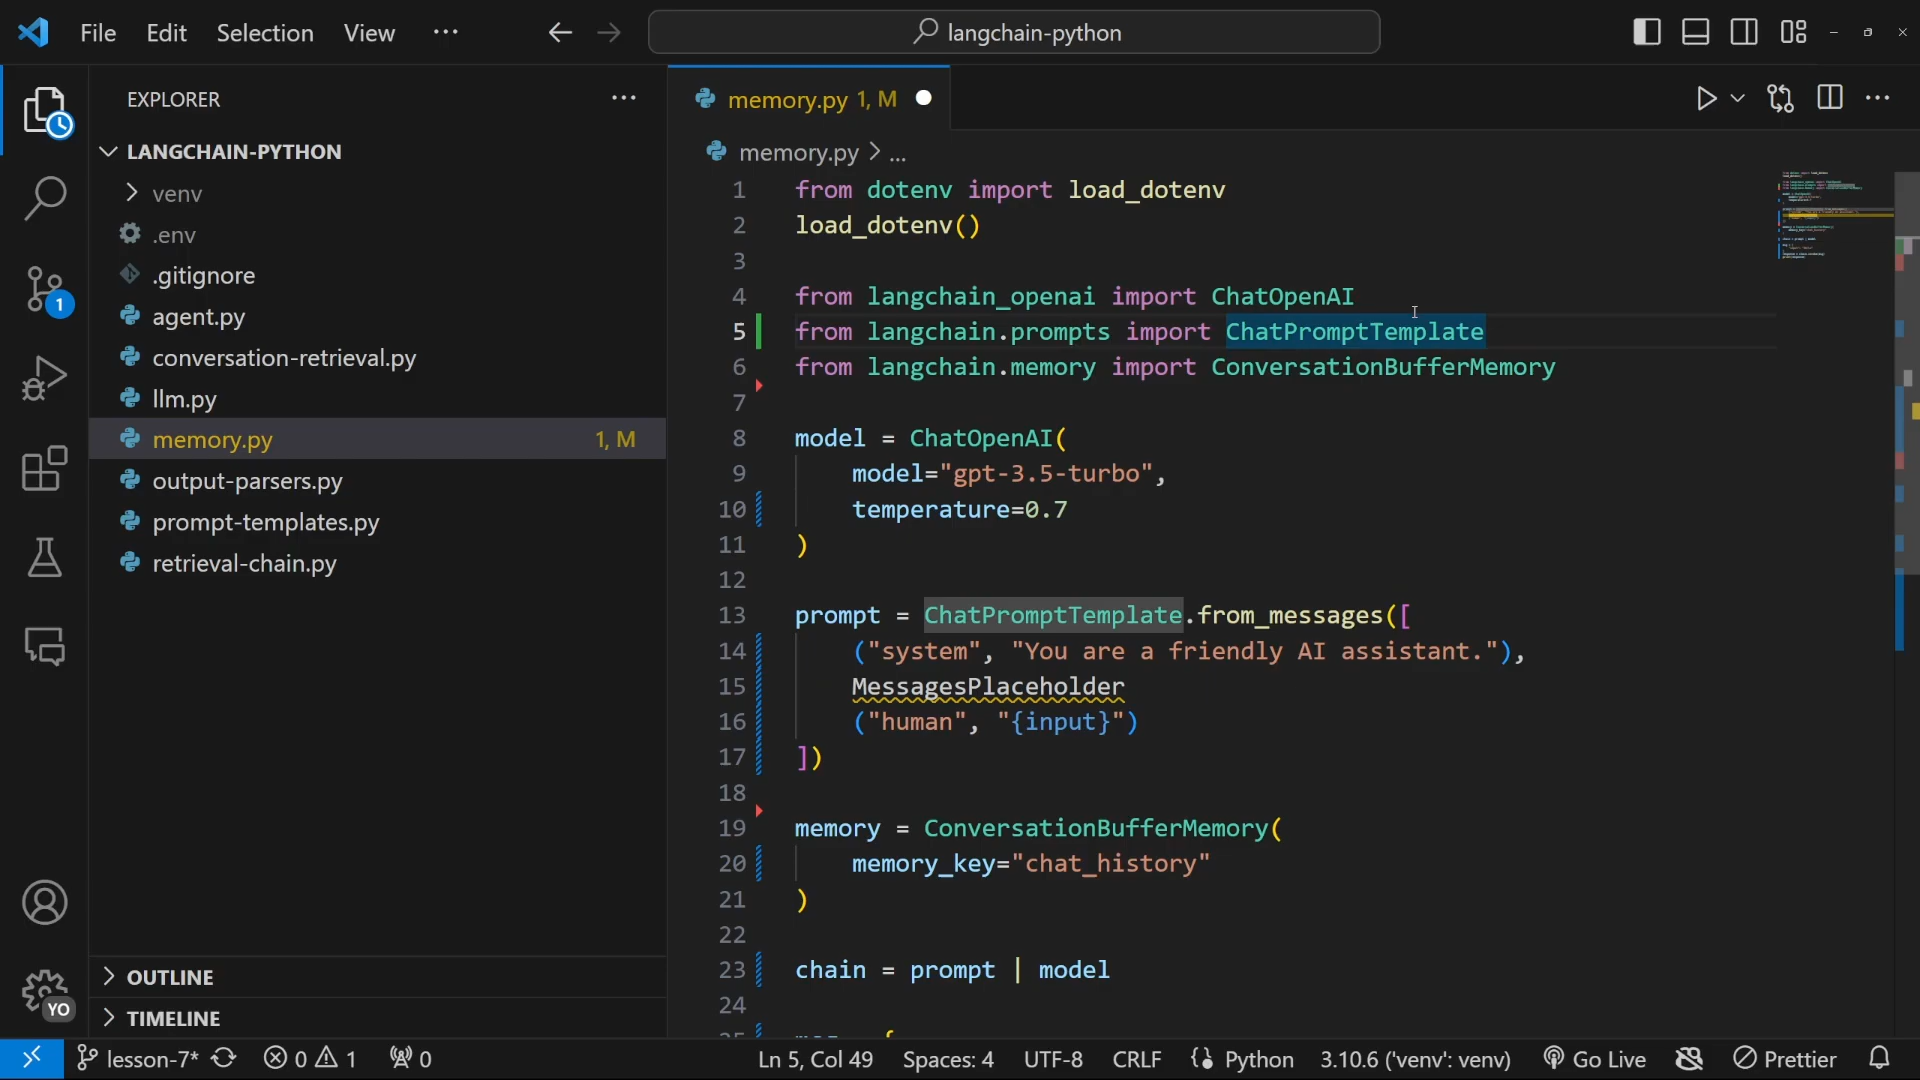 File Edit Selection View ··· langchain-python
EXPLORER ···
LANGCHAIN-PYTHON
venv
.env
.gitignore
agent.py
conversation-retrieval.py
llm.py
memory.py 1, M
output-parsers.py
prompt-templates.py
retrieval-chain.py
OUTLINE
TIMELINE
1
YO
memory.py 1, M
memory.py > ...
1 from dotenv import load_dotenv
2 load_dotenv()
3
4 from langchain_openai import ChatOpenAI
5 from langchain.prompts import ChatPromptTemplate
6 from langchain.memory import ConversationBufferMemory
7
8 model = ChatOpenAI(
9 model="gpt-3.5-turbo",
10 temperature=0.7
11 )
12
13 prompt = ChatPromptTemplate.from_messages([
14 ("system", "You are a friendly AI assistant."),
15 MessagesPlaceholder
16 ("human", "{input}")
17 ])
18
19 memory = ConversationBufferMemory(
20 memory_key="chat_history"
21 )
22
23 chain = prompt | model
24
lesson-7* 0 1 0 Ln 5, Col 49 Spaces: 4 UTF-8 CRLF Python 3.10.6 ('venv': venv) Go Live Prettier